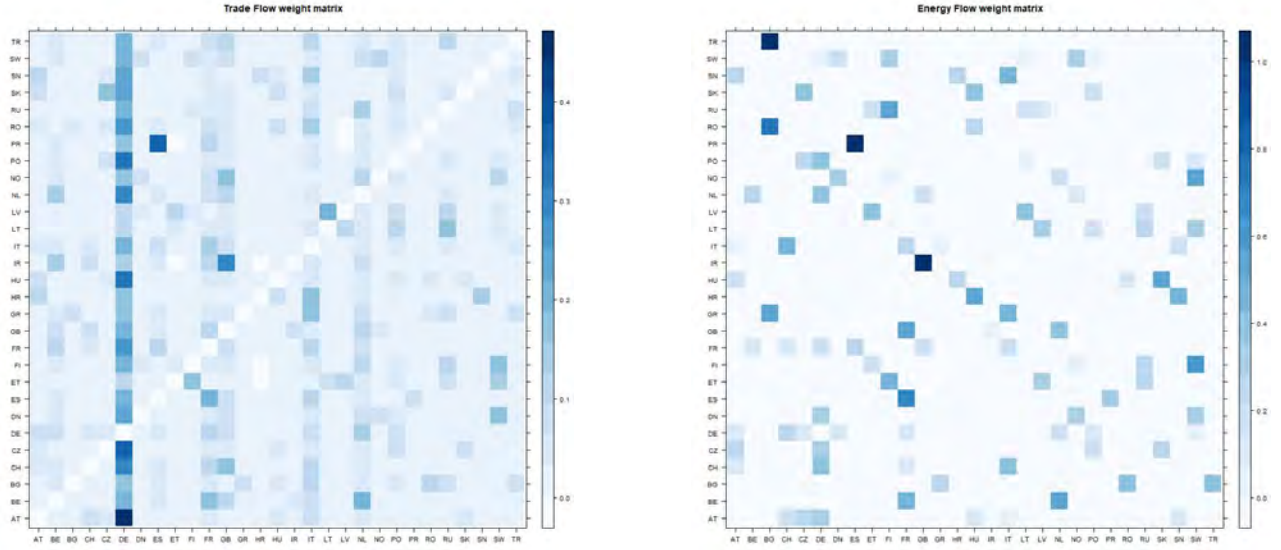 Trade Flow weight matrix
TR
SW
SN
SK
RU
RO
PR
PO
NO
NL
LV
LT
IT
IR
HU
HR
GR
GB
FR
FI
ET
ES
DN
DE
CZ
CH
BG
BE
AT
AT BE BG CH CZ DE DN ES ET FI FR GB GR HR HU IR IT LT LV NL NO PO PR RO RU SK SN SW TR
0.4
0.3
0.2
0.1
0.0
Energy Flow weight matrix
TR
SW
SN
SK
RU
RO
PR
PO
NO
NL
LV
LT
IT
IR
HU
HR
GR
GB
FR
FI
ET
ES
DN
DE
CZ
CH
BG
BE
AT
AT BE BG CH CZ DE DN ES ET FI FR GB GR HR HU IR IT LT LV NL NO PO PR RO RU SK SN SW TR
1.0
0.8
0.6
0.4
0.2
0.0